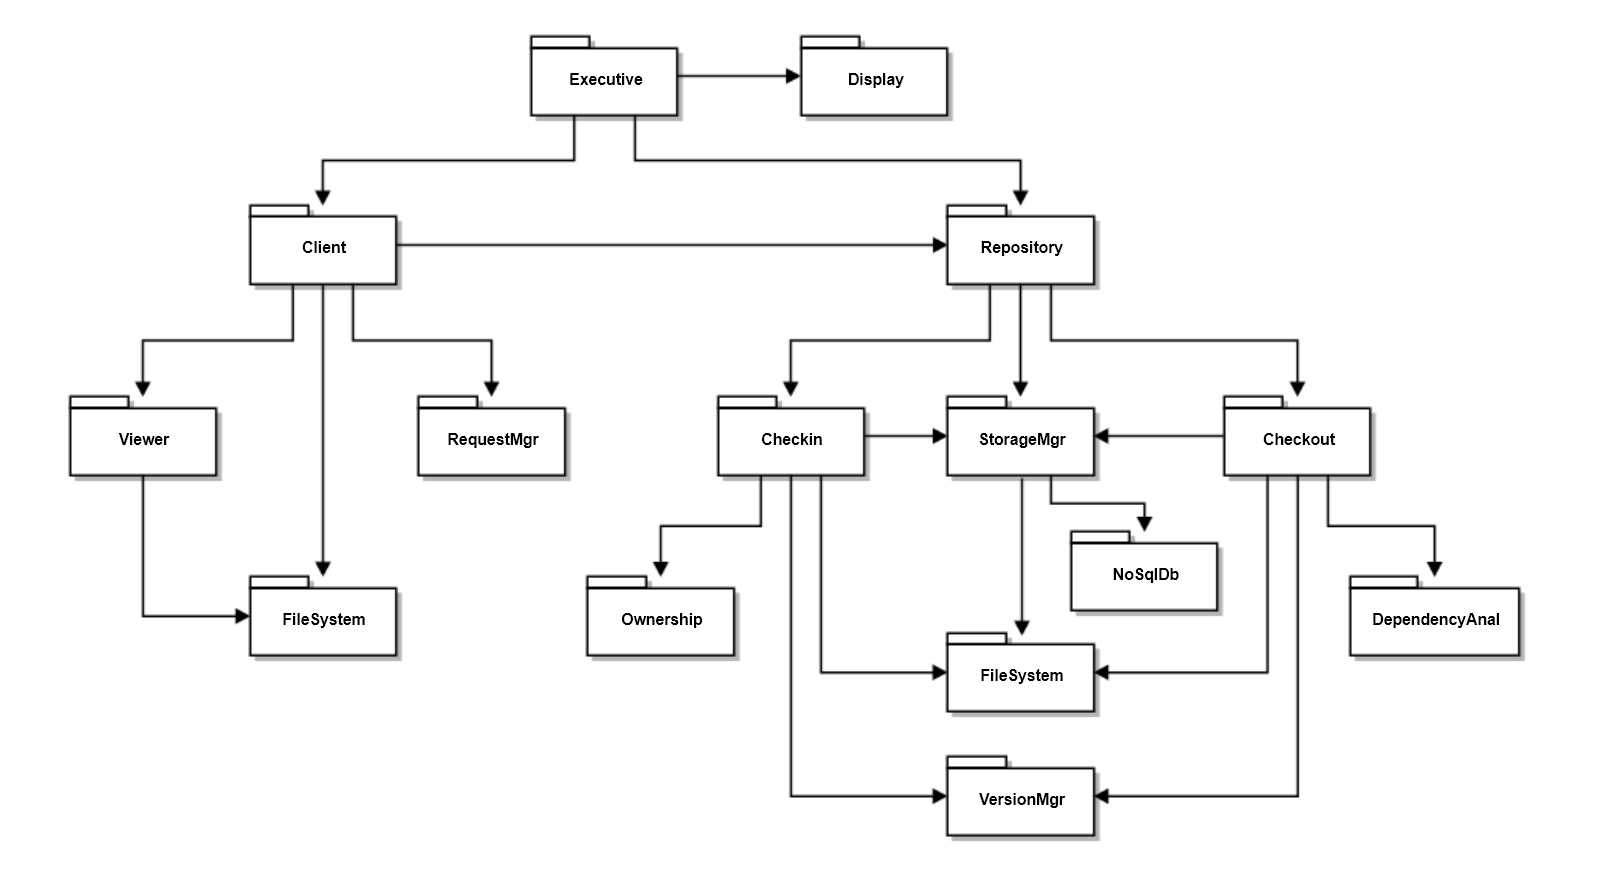 Executive
Display
Client
Repository
Viewer
RequestMgr
Checkin
StorageMgr
Checkout
NoSqlDb
FileSystem
Ownership
DependencyAnal
FileSystem
VersionMgr